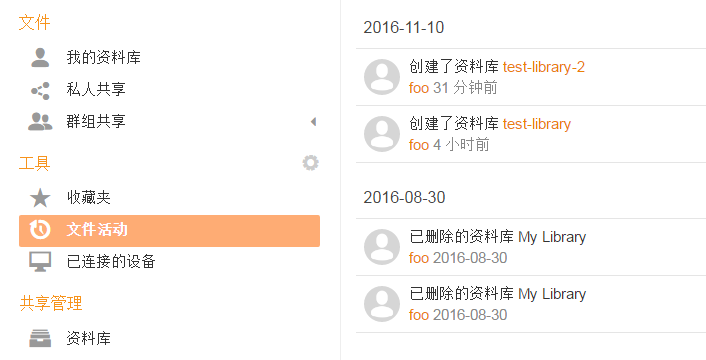 文件
我的资料库
私人共享
群组共享
工具
收藏夹
文件活动
已连接的设备
共享管理
资料库
2016-11-10
创建了资料库 test-library-2
foo 31 分钟前
创建了资料库 test-library
foo 4 小时前
2016-08-30
已删除的资料库 My Library
foo 2016-08-30
已删除的资料库 My Library
foo 2016-08-30